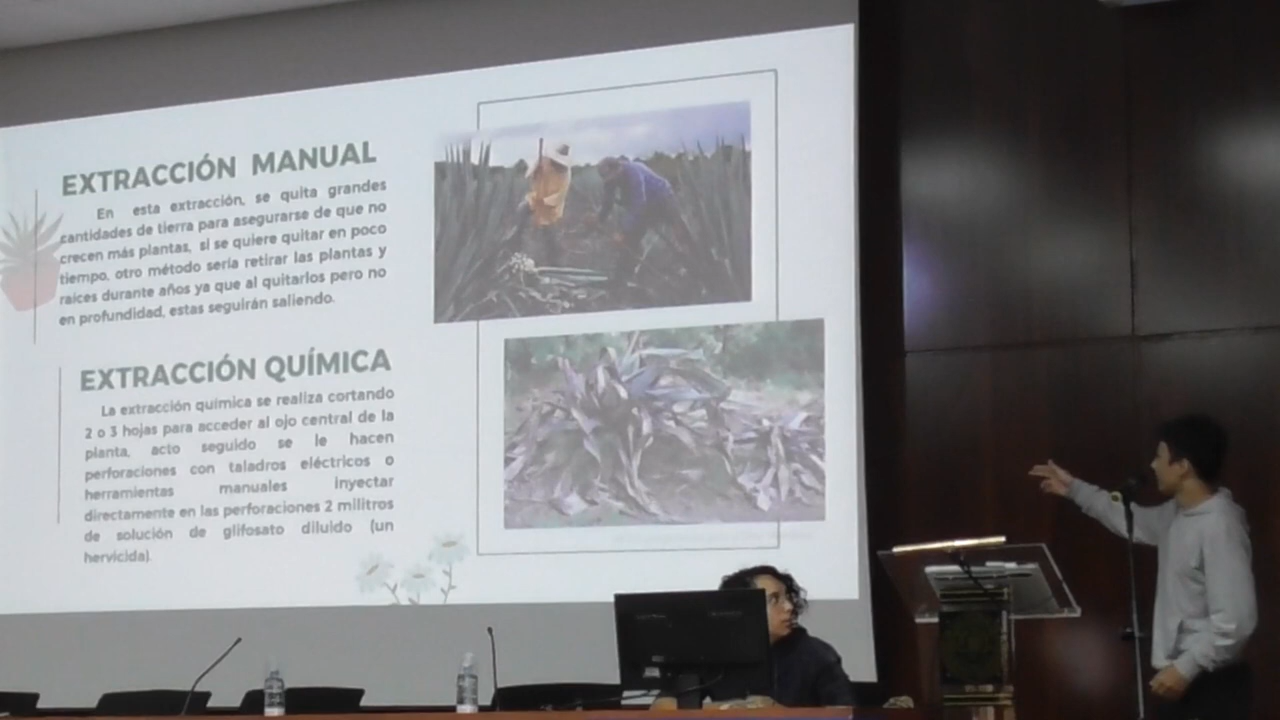 EXTRACCIÓN MANUAL
En esta extracción, se quita grandes
cantidades de tierra para asegurarse de que no
crecen más plantas, si se quiere quitar en poco
tiempo, otro método sería retirar las plantas y
raíces durante años ya que al quitarlos pero no
en profundidad, estas seguirán saliendo.
EXTRACCIÓN QUÍMICA
La extracción química se realiza cortando
2 o 3 hojas para acceder al ojo central de la
planta, acto seguido se le hacen
perforaciones con taladros eléctricos o
herramientas manuales inyectar
directamente en las perforaciones 2 mililitros
de solución de glifosato diluido (un
hervicida).